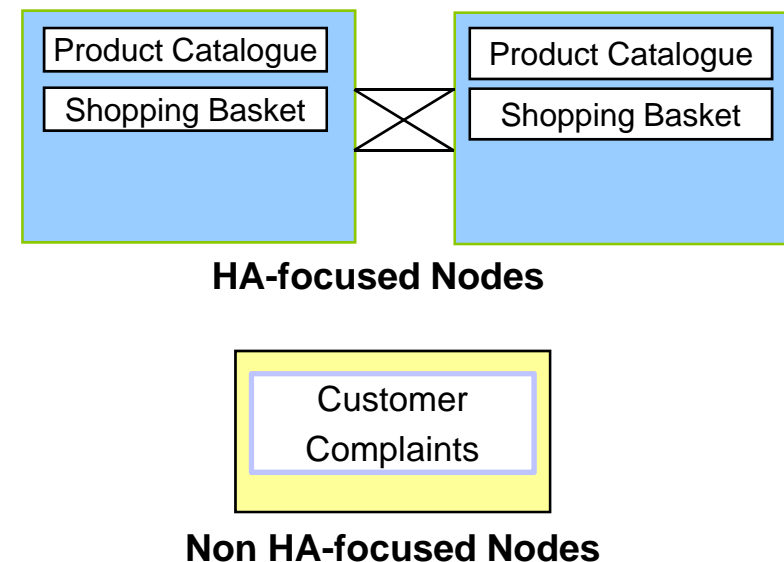 Product Catalogue
Shopping Basket
Product Catalogue
Shopping Basket
HA-focused Nodes
Customer
Complaints
Non HA-focused Nodes